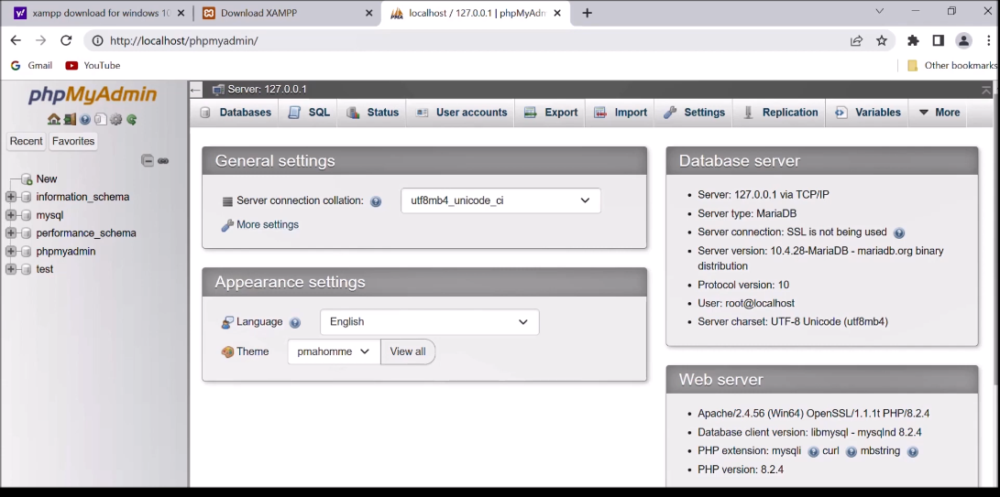 xampp download for windows 10
Download XAMPP
localhost / 127.0.0.1 | phpMyAdm
http://localhost/phpmyadmin/
Gmail
YouTube
Other bookmarks
phpMyAdmin
Recent
Favorites
New
information_schema
mysql
performance_schema
phpmyadmin
test
Server: 127.0.0.1
Databases
SQL
Status
User accounts
Export
Import
Settings
Replication
Variables
More
General settings
Server connection collation:
utf8mb4_unicode_ci
More settings
Appearance settings
Language
English
Theme
pmahomme
View all
Database server
• Server: 127.0.0.1 via TCP/IP
• Server type: MariaDB
• Server connection: SSL is not being used
• Server version: 10.4.28-MariaDB - mariadb.org binary
distribution
• Protocol version: 10
• User: root@localhost
• Server charset: UTF-8 Unicode (utf8mb4)
Web server
• Apache/2.4.56 (Win64) OpenSSL/1.1.1t PHP/8.2.4
• Database client version: libmysql - mysqlnd 8.2.4
• PHP extension: mysqli curl mbstring
• PHP version: 8.2.4